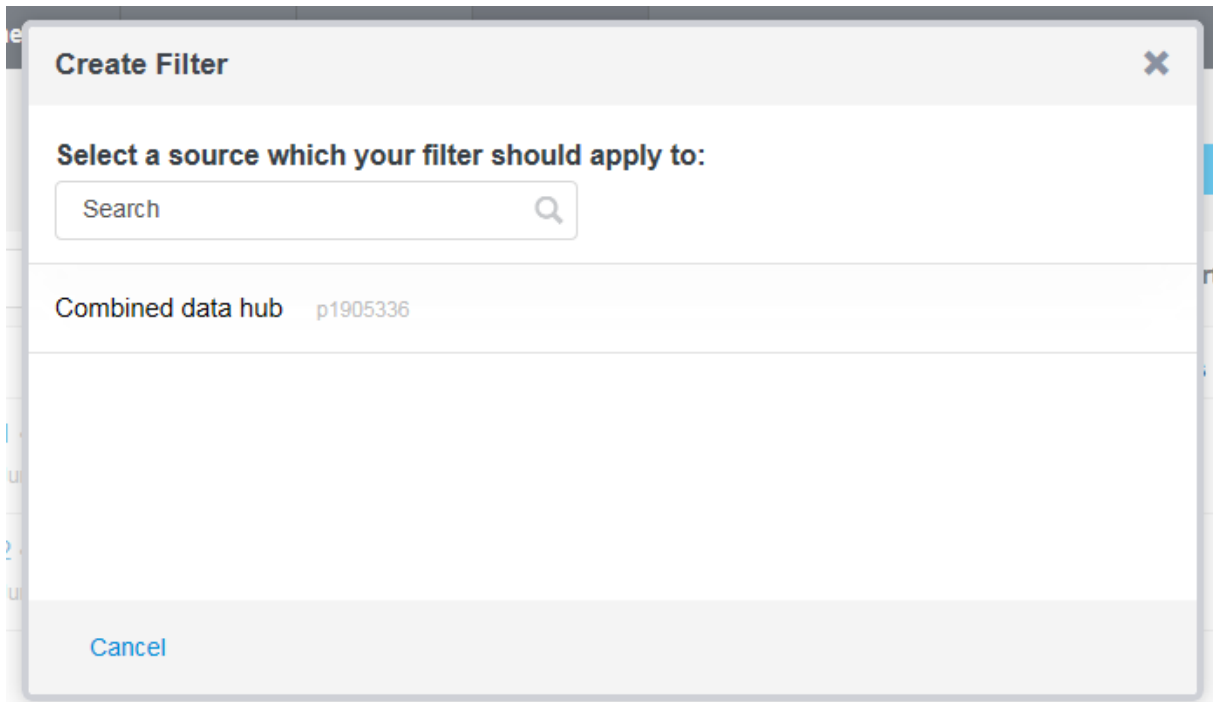 Create Filter
Select a source which your filter should apply to:
Search
Combined data hub p1905336
Cancel